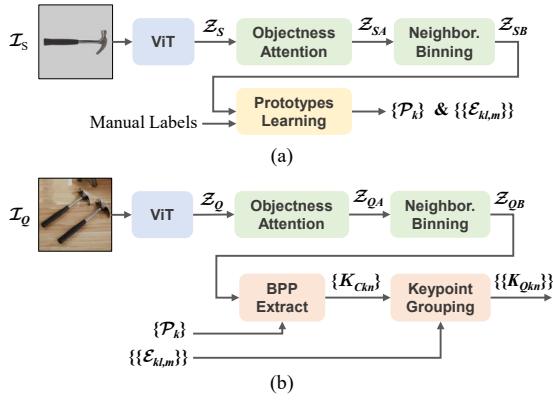 𝓘_S
ViT
𝒵_S
Objectness
Attention
𝒵_SA
Neighbor.
Binning
𝒵_SB
Manual Labels
Prototypes
Learning
{𝒫_k} & {{ℰ_kl,m}}
(a)
𝓘_Q
ViT
𝒵_Q
Objectness
Attention
𝒵_QA
Neighbor.
Binning
𝒵_QB
BPP
Extract
{K_Ckn}
Keypoint
Grouping
{{K_Qkn}}
{𝒫_k}
{{ℰ_kl,m}}
(b)